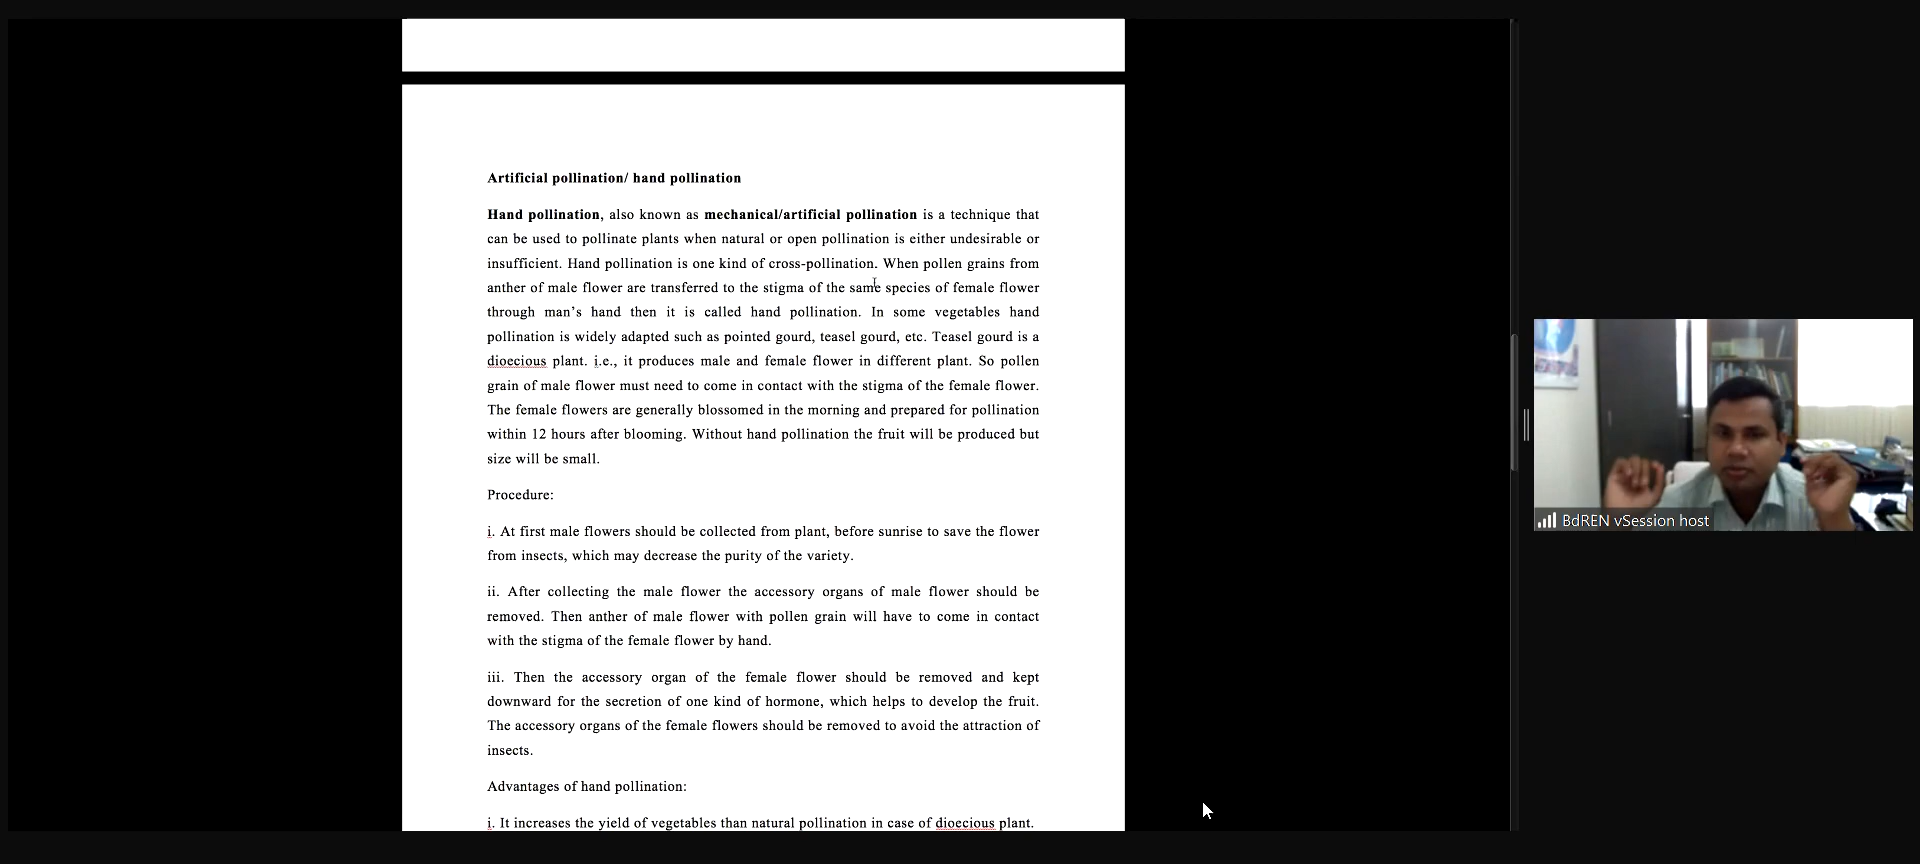 Artificial pollination/ hand pollination
Hand pollination, also known as mechanical/artificial pollination is a technique that
can be used to pollinate plants when natural or open pollination is either undesirable or
insufficient. Hand pollination is one kind of cross-pollination. When pollen grains from
anther of male flower are transferred to the stigma of the same species of female flower
through man’s hand then it is called hand pollination. In some vegetables hand
pollination is widely adapted such as pointed gourd, teasel gourd, etc. Teasel gourd is a
dioecious plant. i.e., it produces male and female flower in different plant. So pollen
grain of male flower must need to come in contact with the stigma of the female flower.
The female flowers are generally blossomed in the morning and prepared for pollination
within 12 hours after blooming. Without hand pollination the fruit will be produced but
size will be small.
Procedure:
i. At first male flowers should be collected from plant, before sunrise to save the flower
from insects, which may decrease the purity of the variety.
ii. After collecting the male flower the accessory organs of male flower should be
removed. Then anther of male flower with pollen grain will have to come in contact
with the stigma of the female flower by hand.
iii. Then the accessory organ of the female flower should be removed and kept
downward for the secretion of one kind of hormone, which helps to develop the fruit.
The accessory organs of the female flowers should be removed to avoid the attraction of
insects.
Advantages of hand pollination:
i. It increases the yield of vegetables than natural pollination in case of dioecious plant.
BdREN vSession host